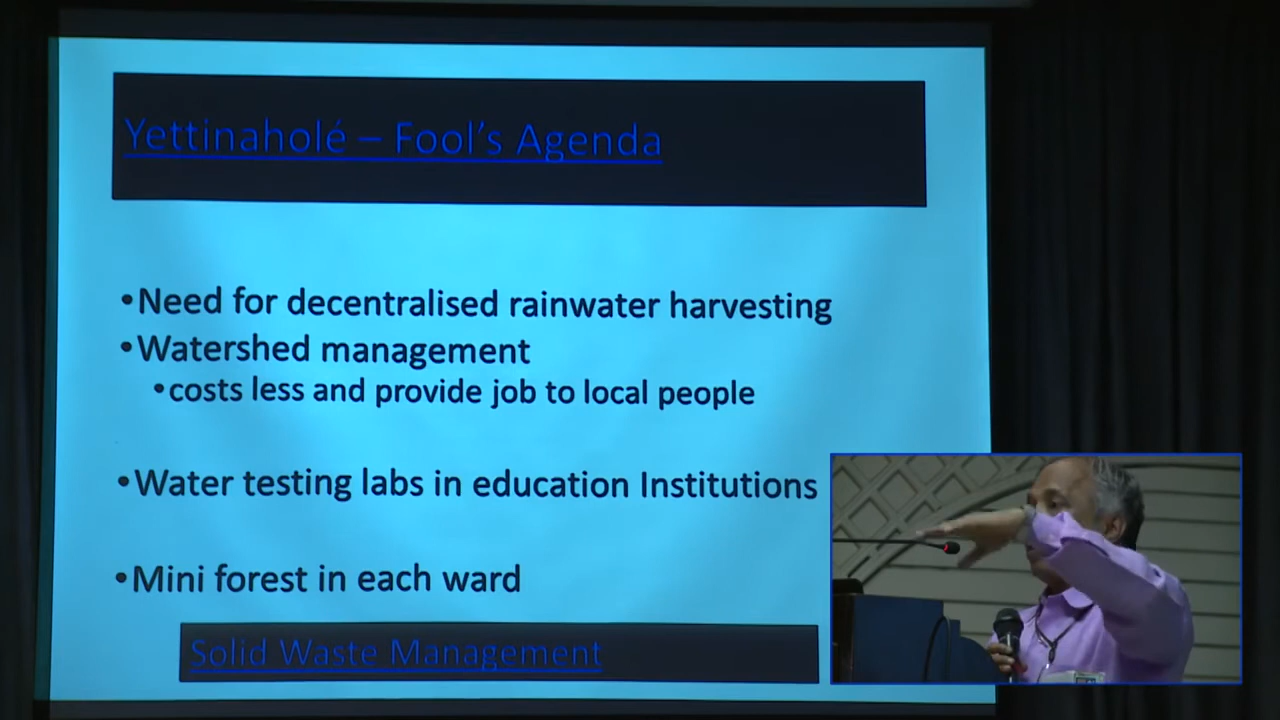 Yettinaholé – Fool's Agenda
•Need for decentralised rainwater harvesting
•Watershed management
•costs less and provide job to local people
•Water testing labs in education Institutions
•Mini forest in each ward
Solid Waste Management